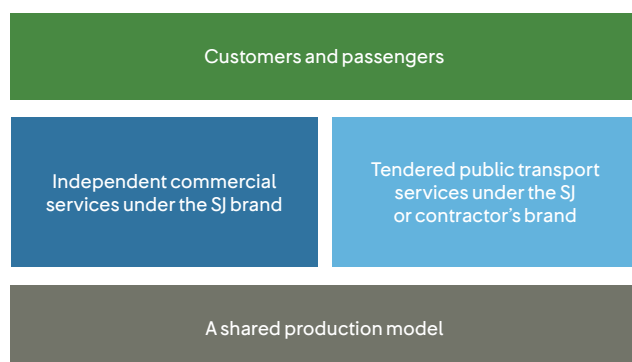 Customers and passengers
Independent commercial
services under the SJ brand
Tendered public transport
services under the SJ
or contractor’s brand
A shared production model